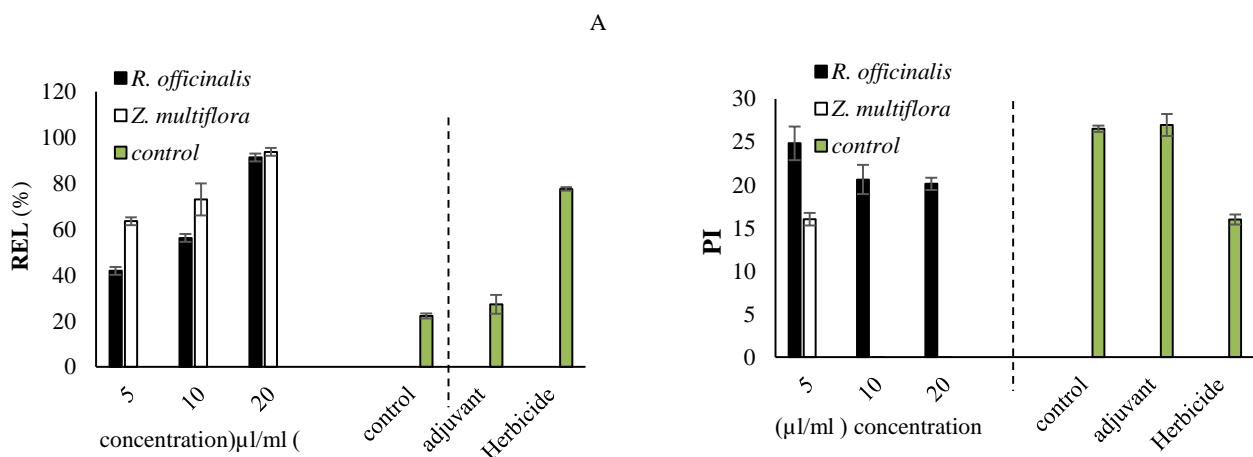 A
R. officinalis
Z. multiflora
control
REL (%)
120
100
80
60
40
20
0
5
10
20
control
adjuvant
Herbicide
concentration)µl/ml (
R. officinalis
Z. multiflora
control
PI
30
25
20
15
10
5
0
5
10
20
control
adjuvant
Herbicide
(µl/ml ) concentration